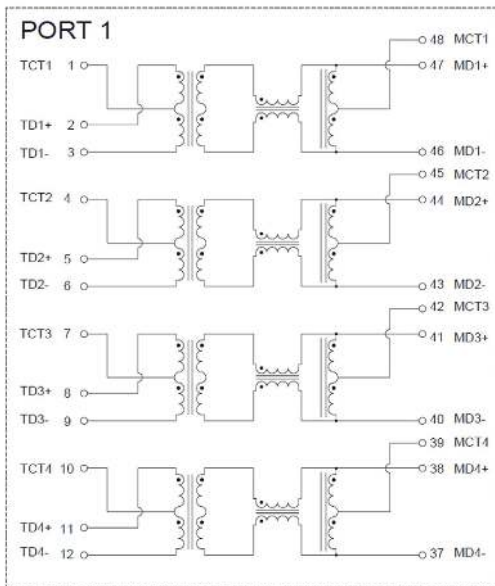 PORT 1
48 MCT1
TCT1 1
47 MD1+
TD1+ 2
TD1- 3
46 MD1-
45 MCT2
TCT2 4
44 MD2+
TD2+ 5
TD2- 6
43 MD2-
42 MCT3
TCT3 7
41 MD3+
TD3+ 8
TD3- 9
40 MD3-
39 MCT4
TCT4 10
38 MD4+
TD4+ 11
TD4- 12
37 MD4-